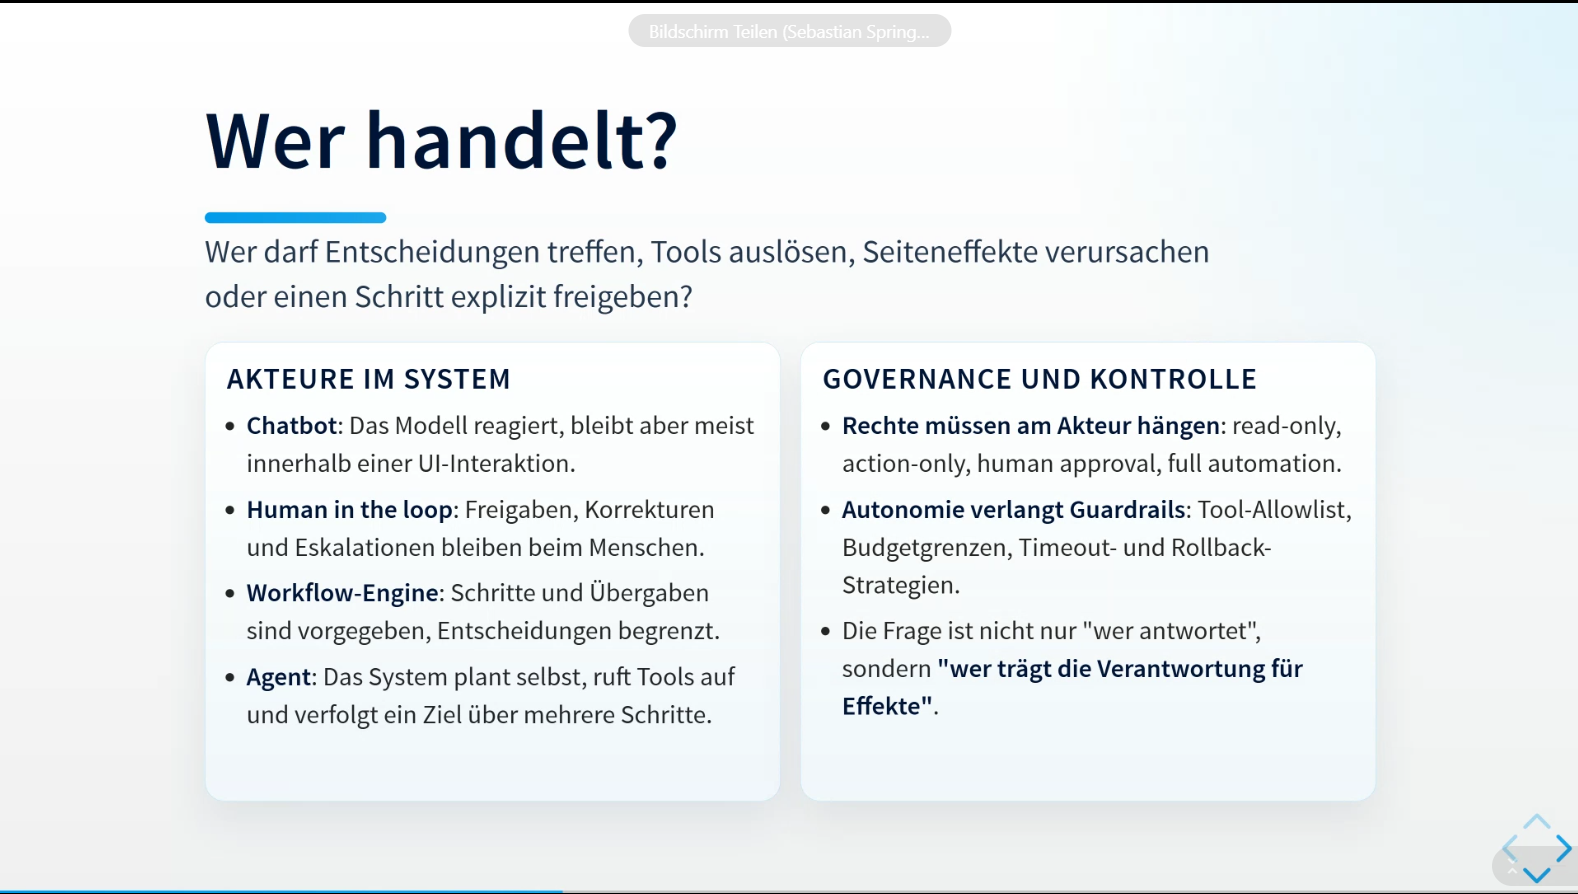 Bildschirm Teilen (Sebastian Spring...
Wer handelt?
Wer darf Entscheidungen treffen, Tools auslösen, Seiteneffekte verursachen
oder einen Schritt explizit freigeben?
AKTEURE IM SYSTEM
• Chatbot: Das Modell reagiert, bleibt aber meist
innerhalb einer UI-Interaktion.
• Human in the loop: Freigaben, Korrekturen
und Eskalationen bleiben beim Menschen.
• Workflow-Engine: Schritte und Übergaben
sind vorgegeben, Entscheidungen begrenzt.
• Agent: Das System plant selbst, ruft Tools auf
und verfolgt ein Ziel über mehrere Schritte.
GOVERNANCE UND KONTROLLE
• Rechte müssen am Akteur hängen: read-only,
action-only, human approval, full automation.
• Autonomie verlangt Guardrails: Tool-Allowlist,
Budgetgrenzen, Timeout- und Rollback-
Strategien.
• Die Frage ist nicht nur "wer antwortet",
sondern "wer trägt die Verantwortung für
Effekte".